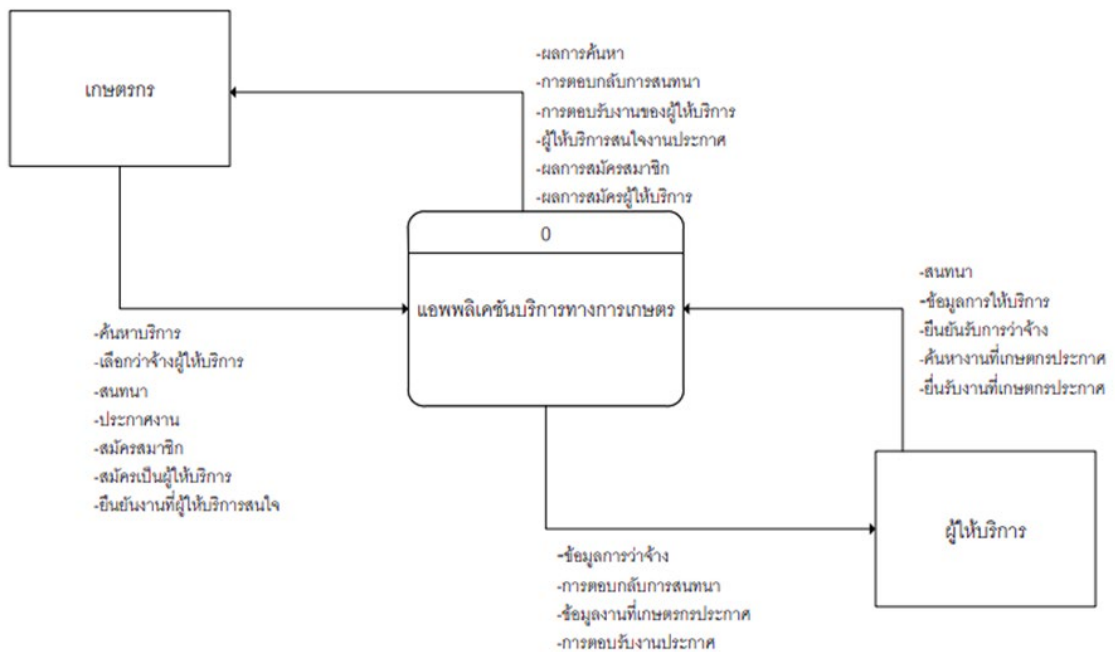 เกษตรกร
-ผลการค้นหา
-การตอบกลับการสนทนา
-การตอบรับงานของผู้ให้บริการ
-ผู้ให้บริการสนใจงานประกาศ
-ผลการสมัครสมาชิก
-ผลการสมัครผู้ให้บริการ
0
แอพพลิเคชันบริการทางการเกษตร
-ค้นหาบริการ
-เลือกว่าจ้างผู้ให้บริการ
-สนทนา
-ประกาศงาน
-สมัครสมาชิก
-สมัครเป็นผู้ให้บริการ
-ยืนยันงานที่ผู้ให้บริการสนใจ
-สนทนา
-ข้อมูลการให้บริการ
-ยืนยันรับการว่าจ้าง
-ค้นหางานที่เกษตกรประกาศ
-ยื่นรับงานที่เกษตกรประกาศ
ผู้ให้บริการ
-ข้อมูลการว่าจ้าง
-การตอบกลับการสนทนา
-ข้อมูลงานที่เกษตรกรประกาศ
-การตอบรับงานประกาศ